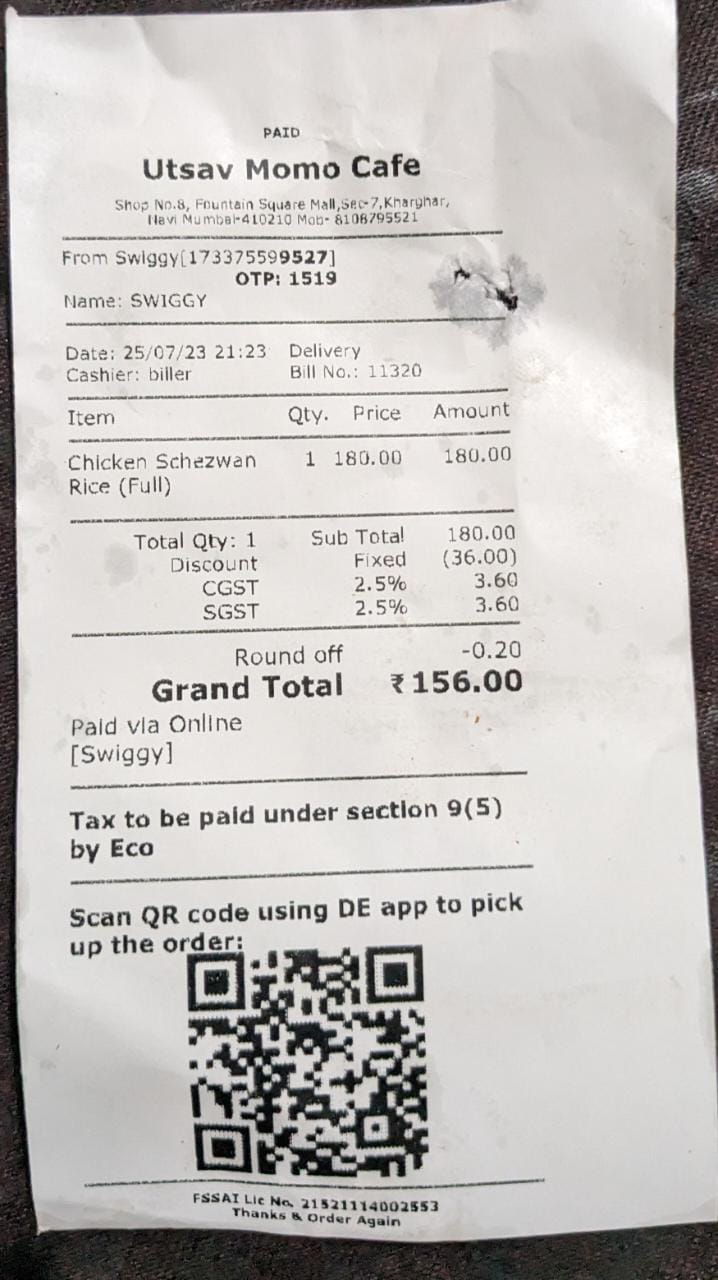 PAID
Utsav Momo Cafe
Shop No.8, Fountain Square Mall,Sec-7,Kharghar,
Navi Mumbai-410210 Mob- 8108795521
From Swiggy[173375599527]
OTP: 1519
Name: SWIGGY
Date: 25/07/23 21:23 Delivery
Cashier: biller Bill No.: 11320
Item Qty. Price Amount
Chicken Schezwan 1 180.00 180.00
Rice (Full)
Total Qty: 1 Sub Total 180.00
Discount Fixed (36.00)
CGST 2.5% 3.60
SGST 2.5% 3.60
Round off -0.20
Grand Total ₹156.00
Paid via Online
[Swiggy]
Tax to be paid under section 9(5)
by Eco
Scan QR code using DE app to pick
up the order:
FSSAI Lic No. 21521114002553
Thanks & Order Again